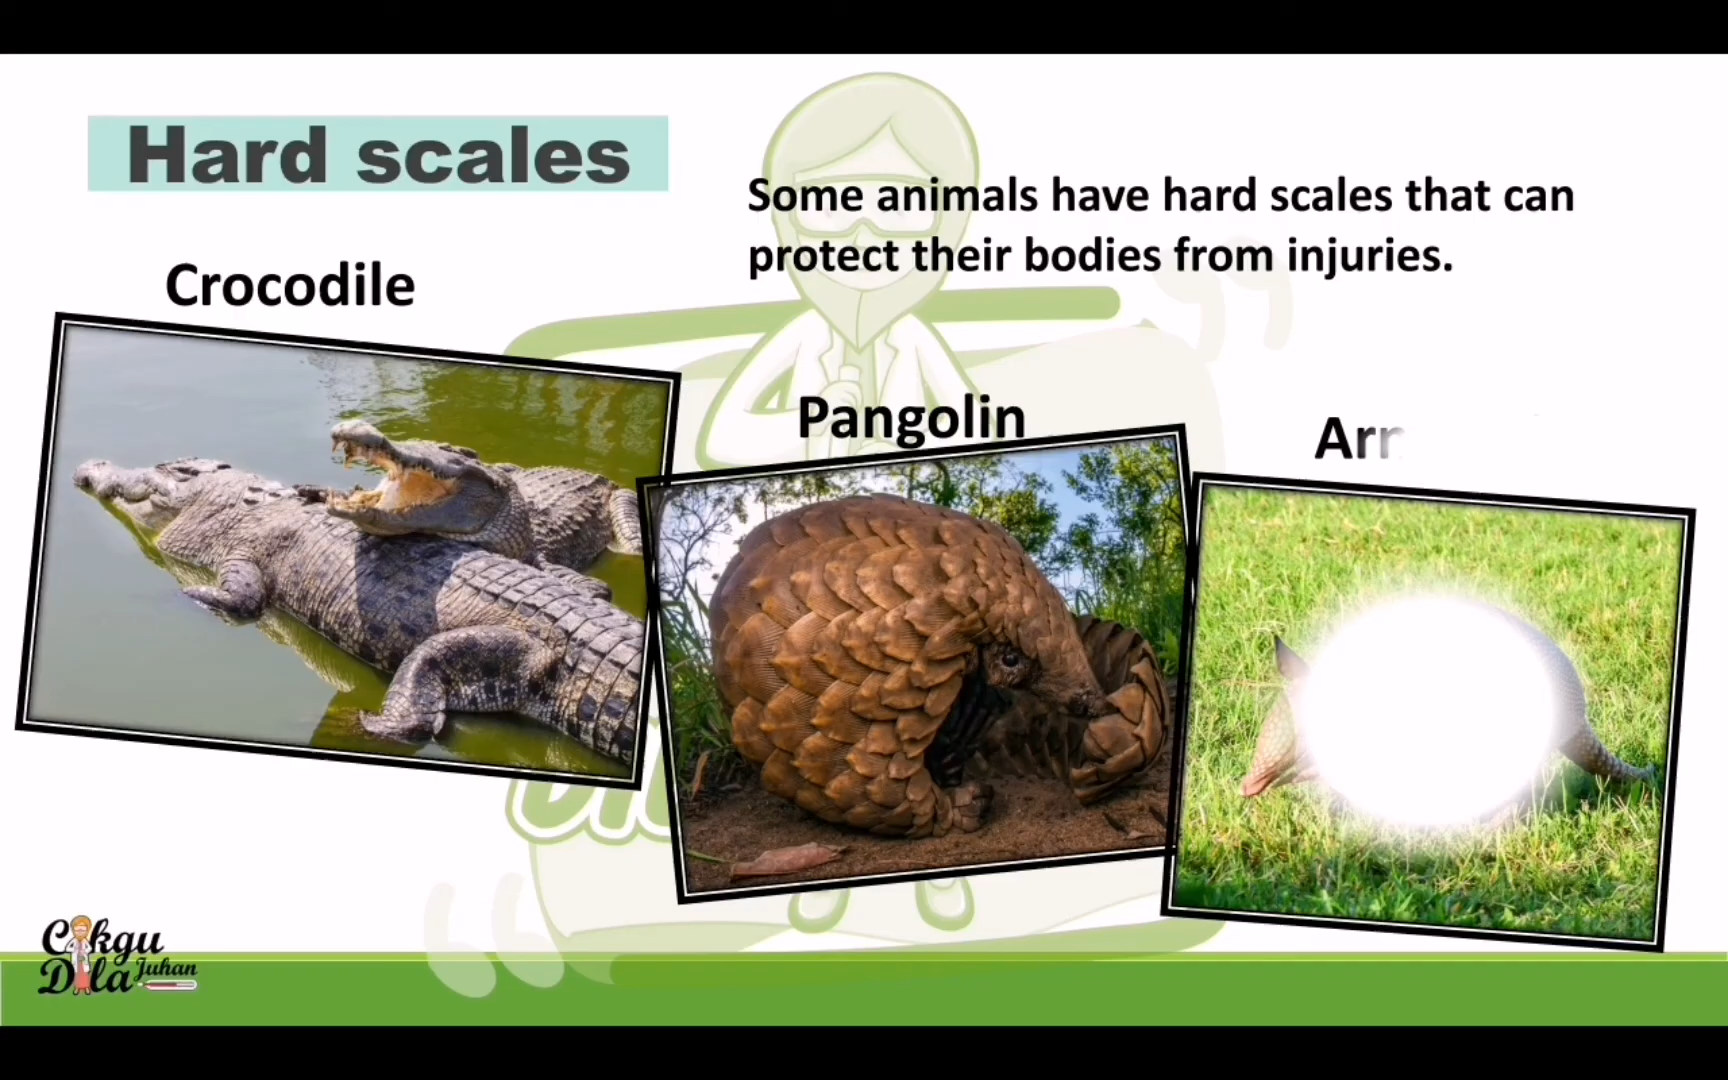 Hard scales
Some animals have hard scales that can
protect their bodies from injuries.
Crocodile
Pangolin
Cikgu
Dila Juhan